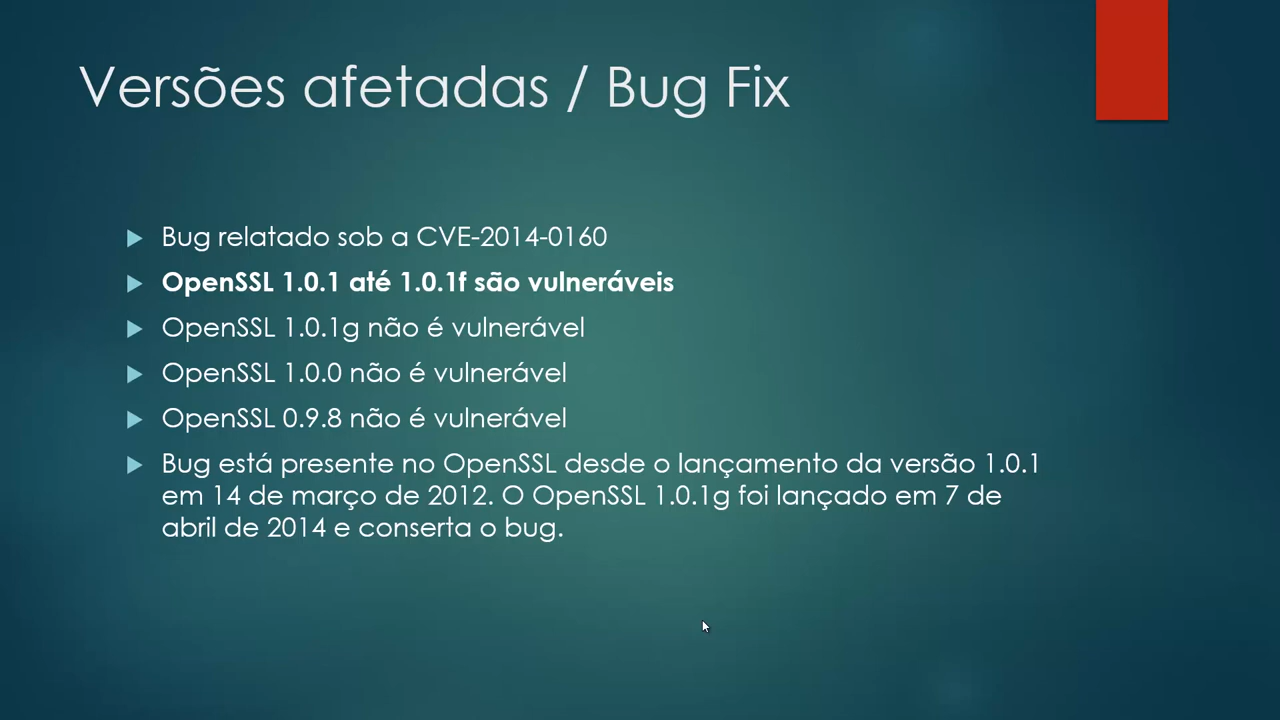 Versões afetadas / Bug Fix
Bug relatado sob a CVE-2014-0160
OpenSSL 1.0.1 até 1.0.1f são vulneráveis
OpenSSL 1.0.1g não é vulnerável
OpenSSL 1.0.0 não é vulnerável
OpenSSL 0.9.8 não é vulnerável
Bug está presente no OpenSSL desde o lançamento da versão 1.0.1
em 14 de março de 2012. O OpenSSL 1.0.1g foi lançado em 7 de
abril de 2014 e conserta o bug.